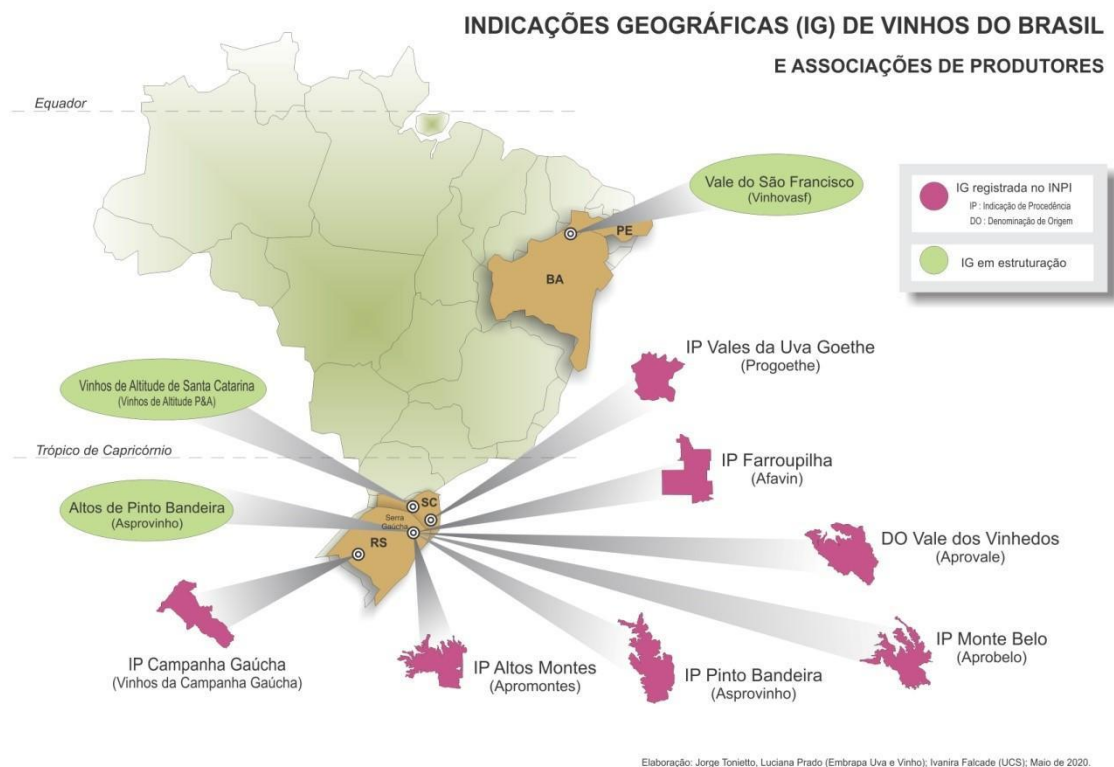 INDICAÇÕES GEOGRÁFICAS (IG) DE VINHOS DO BRASIL
E ASSOCIAÇÕES DE PRODUTORES
Equador
Vale do São Francisco
(Vinhovasf)
IG registrada no INPI
IP : Indicação de Procedência
DO : Denominação de Origem
IG em estruturação
PE
BA
IP Vales da Uva Goethe
(Progoethe)
Vinhos de Altitude de Santa Catarina
(Vinhos de Altitude P&A)
Trópico de Capricórnio
IP Farroupilha
(Afavin)
Altos de Pinto Bandeira
(Asprovinho)
SC
Serra
Gaúcha
RS
DO Vale dos Vinhedos
(Aprovale)
IP Monte Belo
(Aprobelo)
IP Campanha Gaúcha
(Vinhos da Campanha Gaúcha)
IP Altos Montes
(Apromontes)
IP Pinto Bandeira
(Asprovinho)
Elaboração: Jorge Tonietto, Luciana Prado (Embrapa Uva e Vinho); Ivanira Falcade (UCS); Maio de 2020.